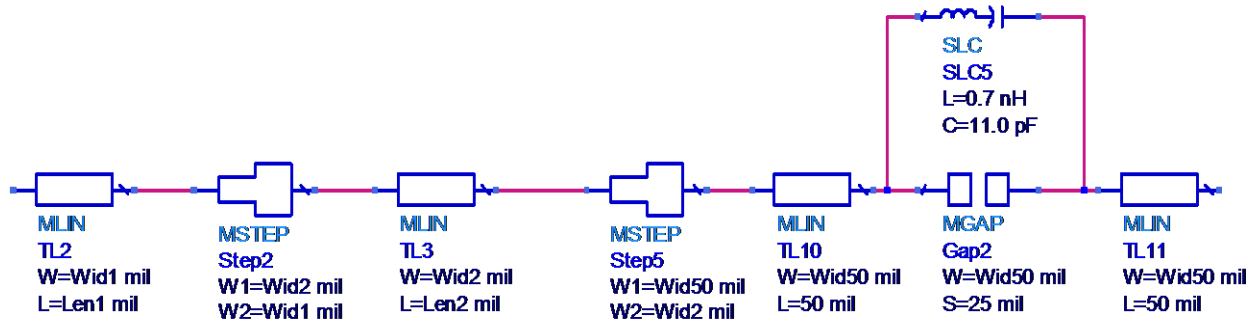 SLC
SLC5
L=0.7 nH
C=11.0 pF
MLIN
TL2
W=Wid1 mil
L=Len1 mil
MSTEP
Step2
W1=Wid2 mil
W2=Wid1 mil
MLIN
TL3
W=Wid2 mil
L=Len2 mil
MSTEP
Step5
W1=Wid50 mil
W2=Wid2 mil
MLIN
TL10
W=Wid50 mil
L=50 mil
MGAP
Gap2
W=Wid50 mil
S=25 mil
MLIN
TL11
W=Wid50 mil
L=50 mil